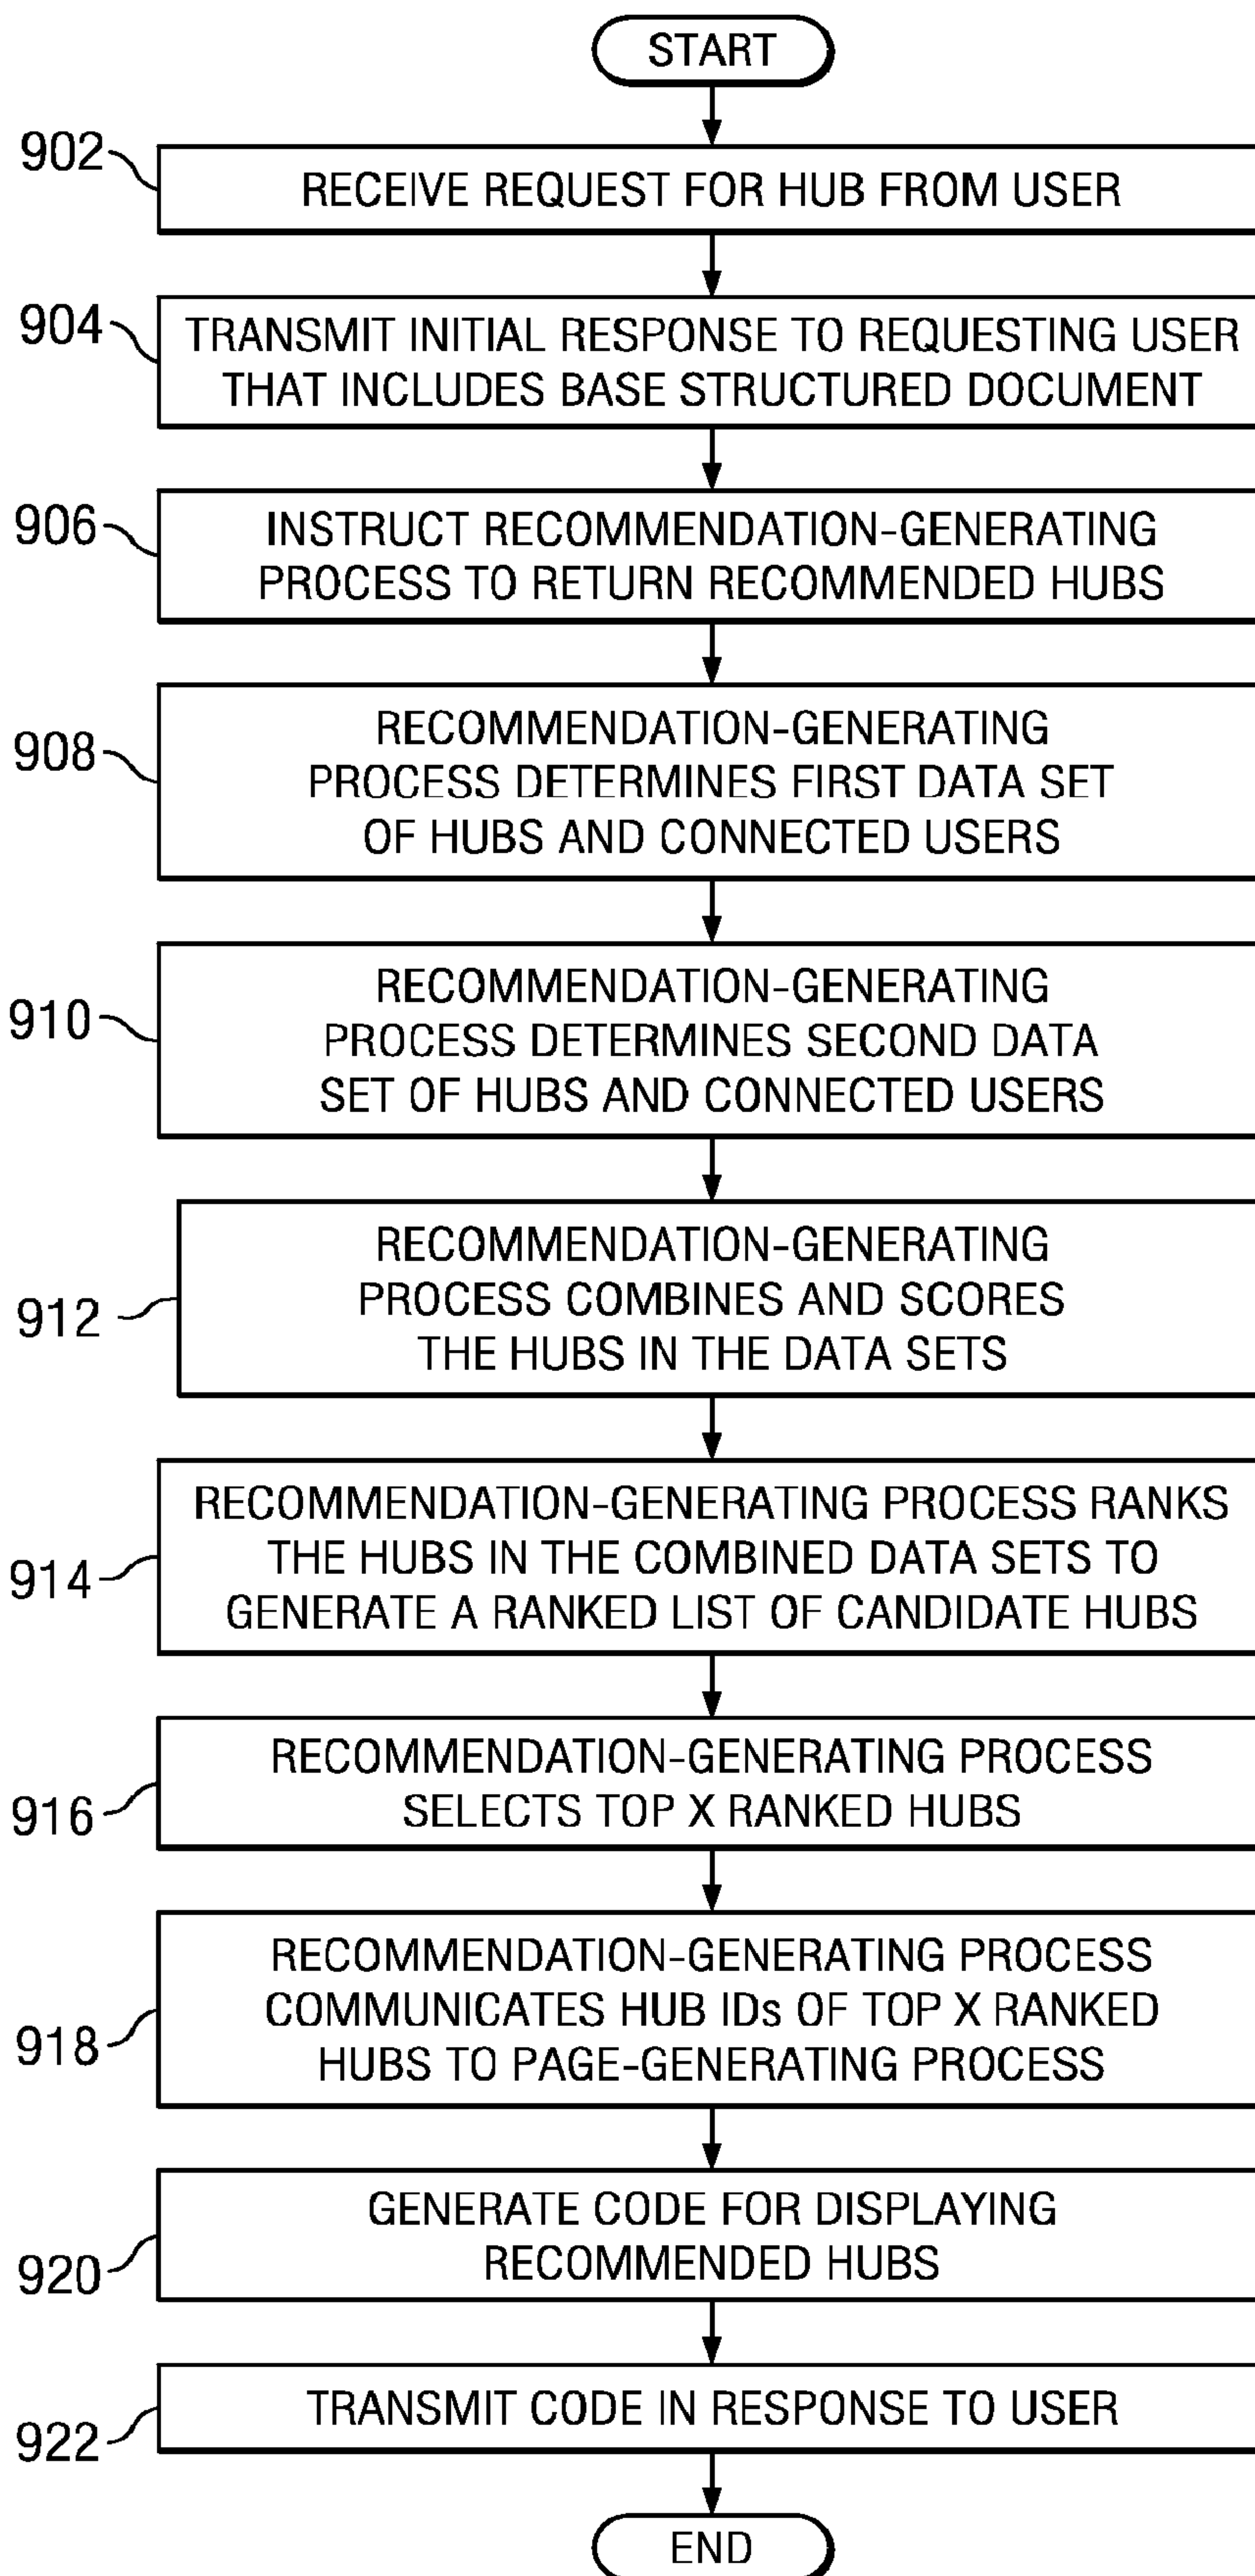 START
902
RECEIVE REQUEST FOR HUB FROM USER
904
TRANSMIT INITIAL RESPONSE TO REQUESTING USER
THAT INCLUDES BASE STRUCTURED DOCUMENT
906
INSTRUCT RECOMMENDATION-GENERATING
PROCESS TO RETURN RECOMMENDED HUBS
908
RECOMMENDATION-GENERATING
PROCESS DETERMINES FIRST DATA SET
OF HUBS AND CONNECTED USERS
910
RECOMMENDATION-GENERATING
PROCESS DETERMINES SECOND DATA
SET OF HUBS AND CONNECTED USERS
912
RECOMMENDATION-GENERATING
PROCESS COMBINES AND SCORES
THE HUBS IN THE DATA SETS
914
RECOMMENDATION-GENERATING PROCESS RANKS
THE HUBS IN THE COMBINED DATA SETS TO
GENERATE A RANKED LIST OF CANDIDATE HUBS
916
RECOMMENDATION-GENERATING PROCESS
SELECTS TOP X RANKED HUBS
918
RECOMMENDATION-GENERATING PROCESS
COMMUNICATES HUB IDs OF TOP X RANKED
HUBS TO PAGE-GENERATING PROCESS
920
GENERATE CODE FOR DISPLAYING
RECOMMENDED HUBS
922
TRANSMIT CODE IN RESPONSE TO USER
END